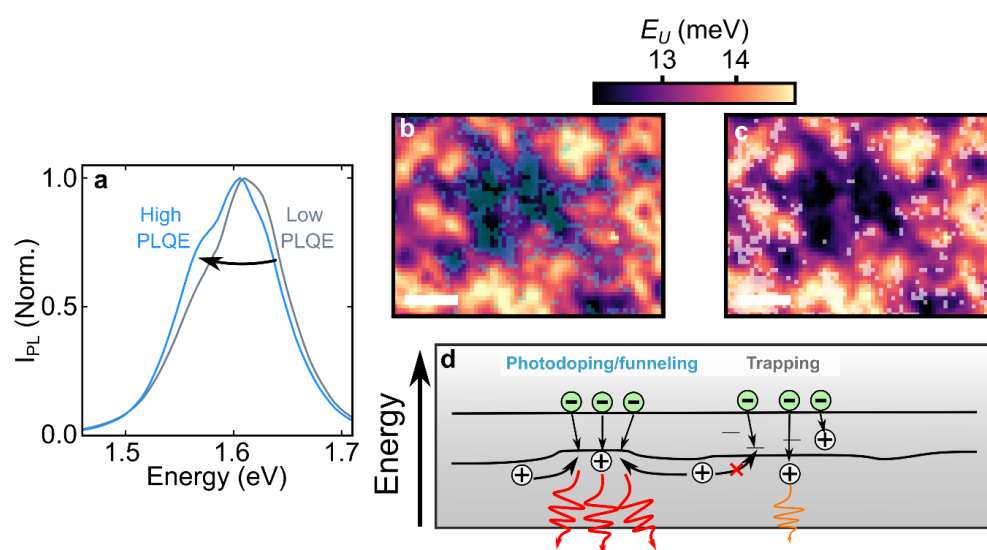 E_U (meV)
13 14
b
c
a
1.0
0.5
0.0
I_PL (Norm.)
High
PLQE
Low
PLQE
1.5 1.6 1.7
Energy (eV)
d
Photodoping/funneling
Trapping
Energy